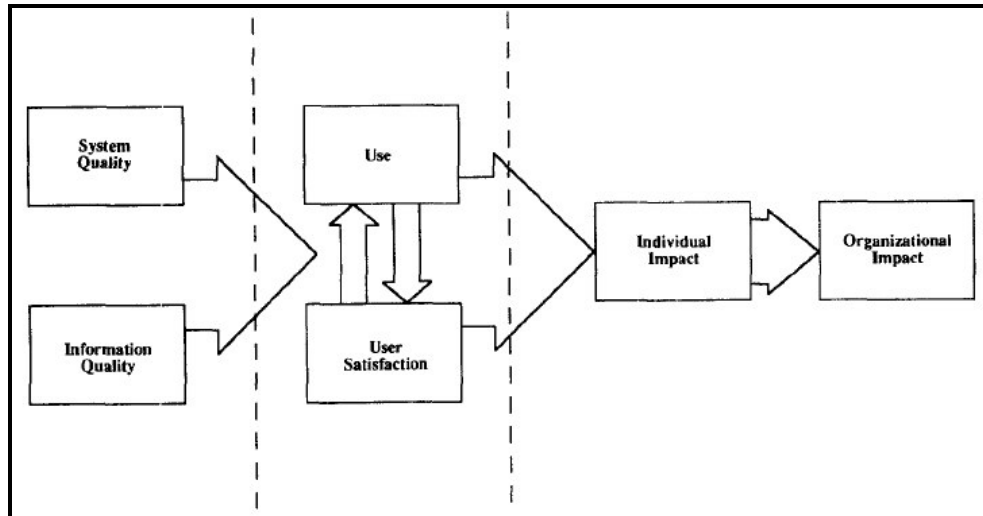 System
Quality
Information
Quality
Use
User
Satisfaction
Individual
Impact
Organizational
Impact